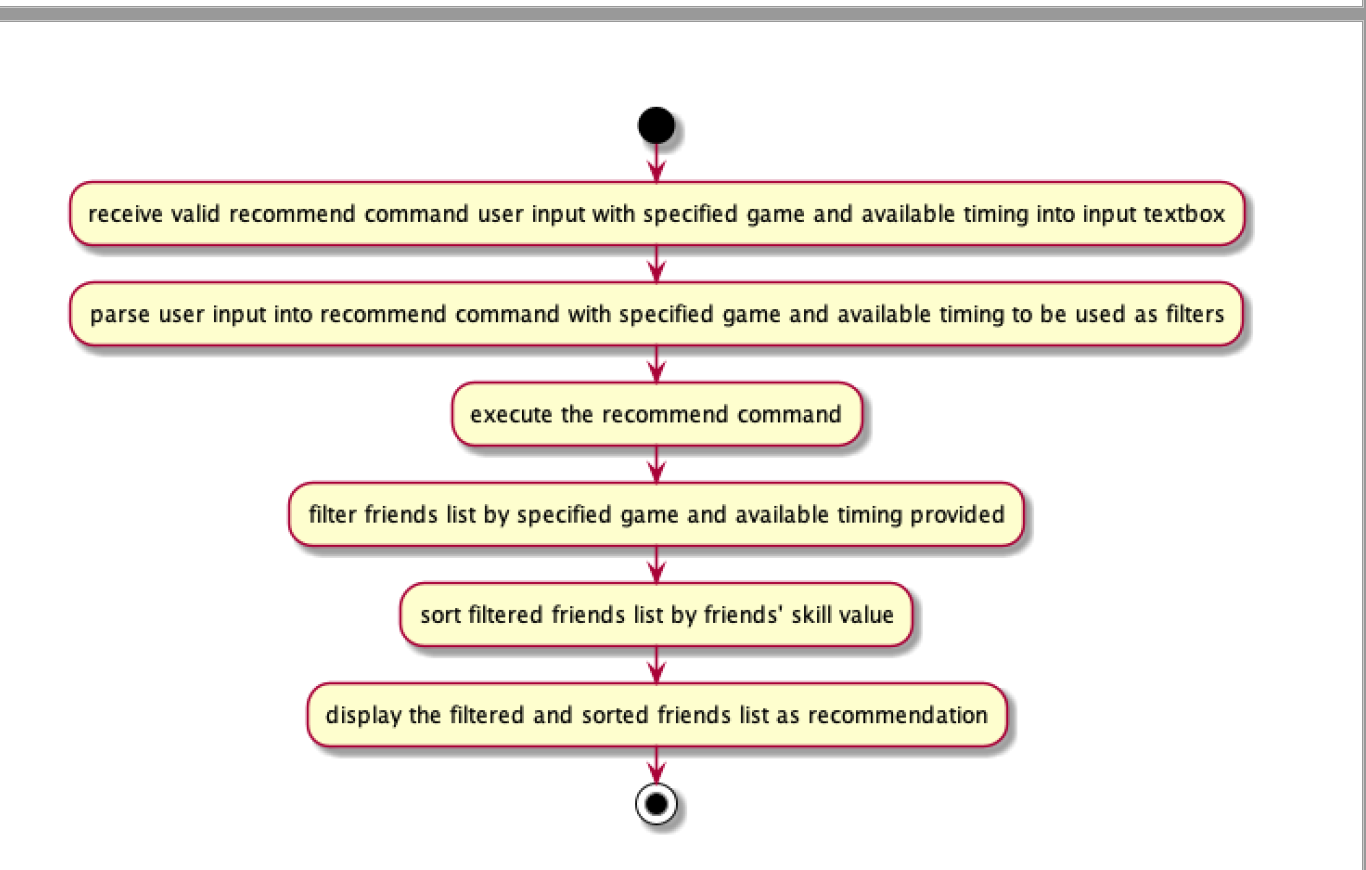 receive valid recommend command user input with specified game and available timing into input textbox
parse user input into recommend command with specified game and available timing to be used as filters
execute the recommend command
filter friends list by specified game and available timing provided
sort filtered friends list by friends' skill value
display the filtered and sorted friends list as recommendation